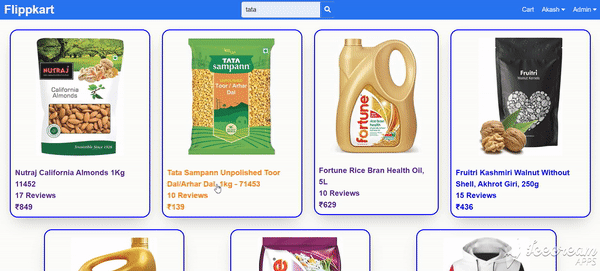 Flippkart
tata
Cart
Akash
Admin
NUTRAJ
California
Almonds
TATA
sampann
Toor / Arhar
Dal
fortune
Fruitri
Nutraj California Almonds 1Kg
11452
17 Reviews
₹849
Tata Sampann Unpolished Toor
Dal/Arhar Dal, 1kg - 71453
10 Reviews
₹139
Fortune Rice Bran Health Oil,
5L
10 Reviews
₹629
Fruitri Kashmiri Walnut Without
Shell, Akhrot Giri, 250g
15 Reviews
₹436
icecream
APPS